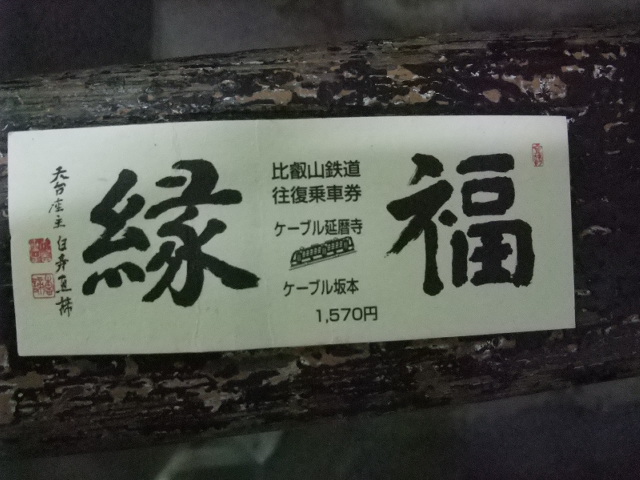 福
比叡山鉄道
往復乗車券
ケーブル延暦寺
ケーブル坂本
1,570円
縁
天台座主